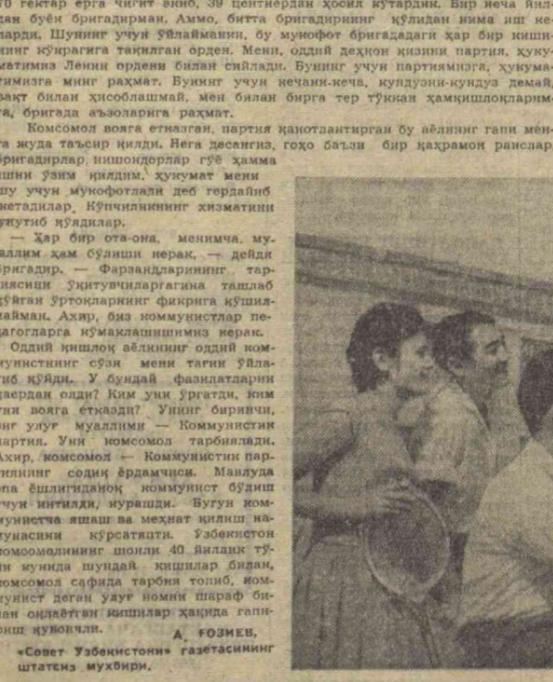 70 гектар ерга чигит экиб, 39 центнердан ҳосил кўтардик. Бир неча йил-
дан буён бригадирман. Аммо, битта бригадирнинг қўлидан нима иш ке-
ларди. Шунинг учун ўйлайманки, бу мукофот бригададаги ҳар бир киши-
нинг кўкрагига тақилган орден. Мени, оддий деҳқон қизини партия, ҳуку-
матимиз Ленин ордени билан сийлади. Бунинг учун партиямизга, ҳукума-
тимизга минг раҳмат. Бунинг учун кечани-кеча, кундузни-кундуз демай,
вақт билан ҳисоблашмай, мен билан бирга тер тўккан ҳамқишлоқларим-
га, бригада аъзоларига раҳмат.
Комсомол вояга етказган, партия қанотлантирган бу аёлнинг гапи мен-
га жуда таъсир қилди. Нега десангиз, гоҳо баъзи бир қаҳрамон раислар,
бригадирлар, нишондорлар гўё ҳамма
ишни ўзим қилдим, ҳукумат мени
шу учун мукофотлади деб гердайиб
кетадилар. Кўпчиликнинг хизматини
унутиб қўядилар.
— Ҳар бир ота-она, менимча, му-
аллим ҳам бўлиши керак, — дейди
бригадир. — Фарзандларининг тар-
биясини ўқитувчиларгагина ташлаб
қўйган ўртоқларнинг фикрига қўшил-
майман. Ахир, биз коммунистлар пе-
дагогларга кўмаклашишимиз керак.
Оддий қишлоқ аёлининг оддий ком-
мунистнинг сўзи мени тағин ўйла-
тиб қўйди. У бундай фазилатларни
қаердан олди? Ким уни ўргатди, ким
уни вояга етказди? Унинг биринчи,
энг улуғ муаллими — Коммунистик
партия. Уни комсомол тарбиялади.
Ахир, комсомол — Коммунистик пар-
тиянинг содиқ ёрдамчиси. Мавлуда
опа ёшлигиданоқ коммунист бўлиш
учун интилди, курашди. Бугун ком-
мунистча яшаш ва меҳнат қилиш на-
мунасини кўрсатяпти. Ўзбекистон
комсомолининг шонли 40 йиллик тў-
йи кунида шундай кишилар билан,
комсомол сафида тарбия топиб, ком-
мунист деган улуғ номни шараф би-
лан оқлаётган кишилар ҳақида гапи-
риш қувончли.
А. ҒОЗИЕВ,
«Совет Ўзбекистони» газетасининг
штатсиз мухбири.